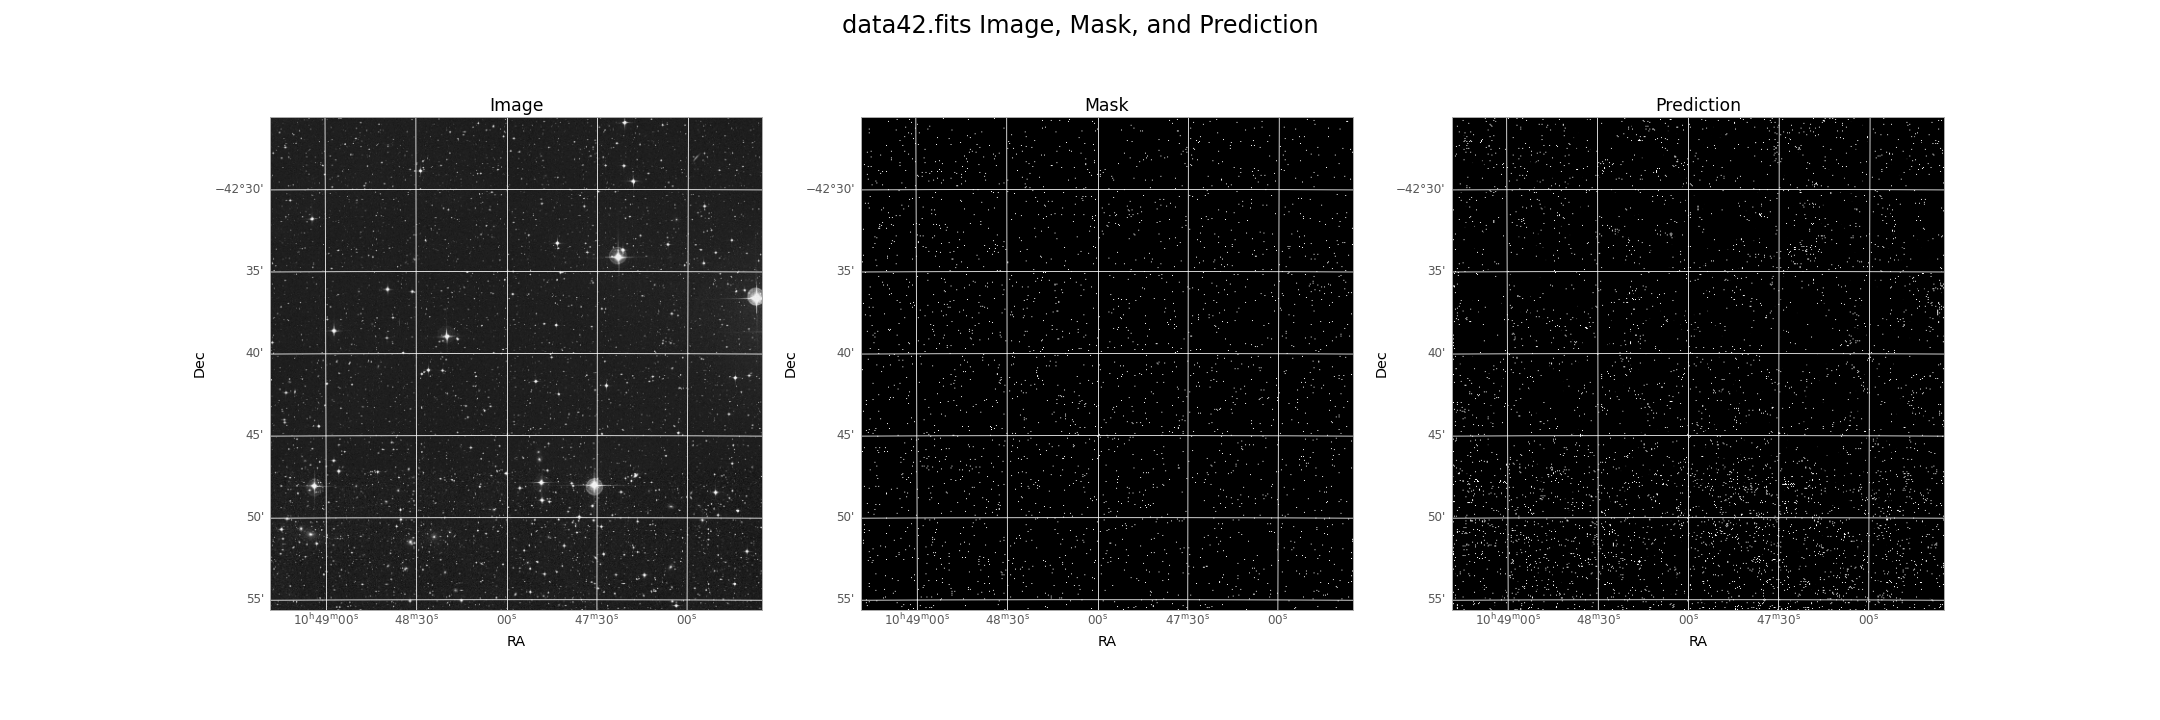 data42.fits Image, Mask, and Prediction
Image
−42°30'
35'
40'
45'
50'
55'
Dec
10ʰ49ᵐ00ˢ 48ᵐ30ˢ 00ˢ 47ᵐ30ˢ 00ˢ
RA
Mask
−42°30'
35'
40'
45'
50'
55'
Dec
10ʰ49ᵐ00ˢ 48ᵐ30ˢ 00ˢ 47ᵐ30ˢ 00ˢ
RA
Prediction
−42°30'
35'
40'
45'
50'
55'
Dec
10ʰ49ᵐ00ˢ 48ᵐ30ˢ 00ˢ 47ᵐ30ˢ 00ˢ
RA